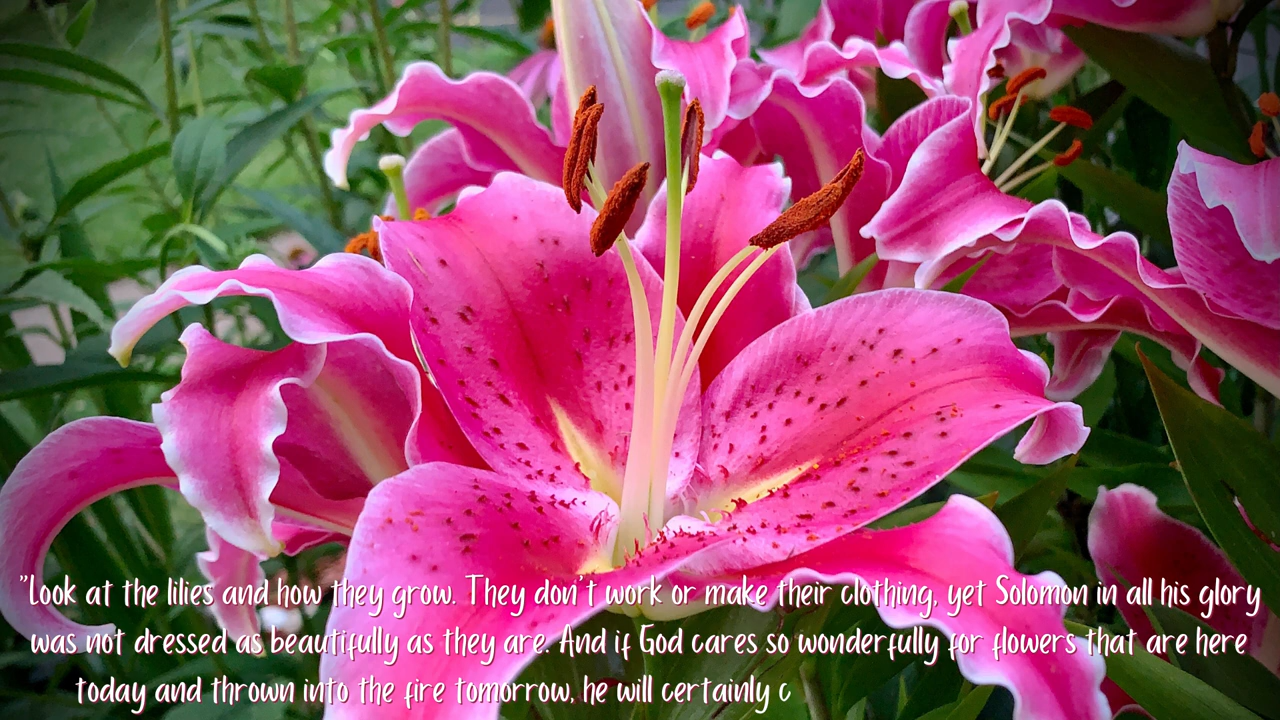 "Look at the lilies and how they grow. They don't work or make their clothing, yet Solomon in all his glory
was not dressed as beautifully as they are. And if God cares so wonderfully for flowers that are here
today and thrown into the fire tomorrow, he will certainly c